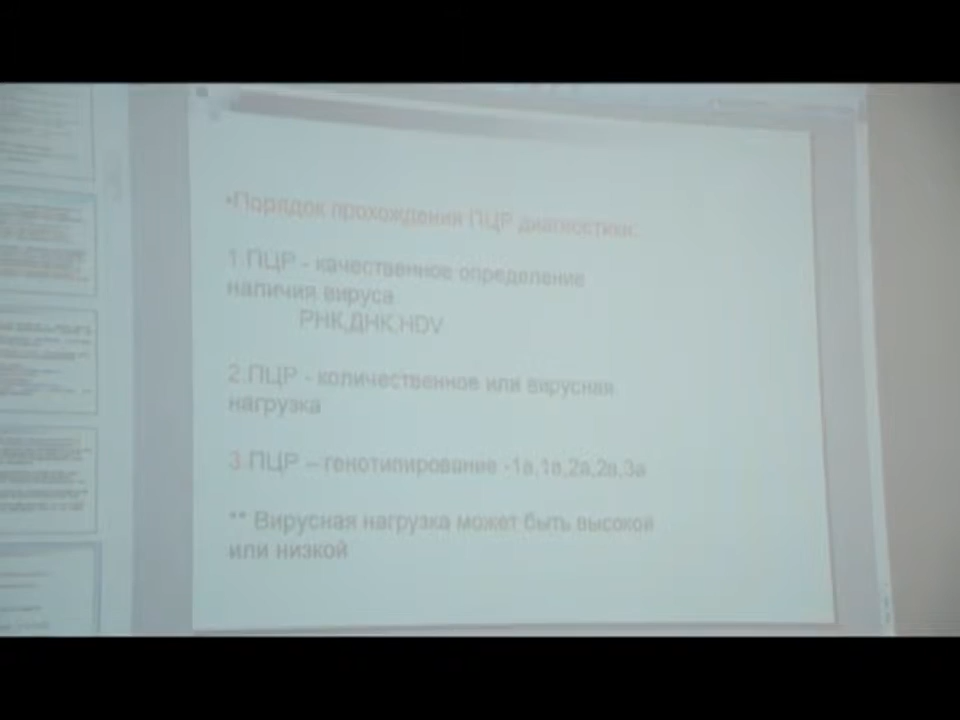 •Порядок прохождения ПЦР диагностики:
1.ПЦР - качественное определение
наличия вируса
РНК,ДНК,HDV
2.ПЦР - количественное или вирусная
нагрузка
3.ПЦР – генотипирование -1а,1в,2а,2в,3а
** Вирусная нагрузка может быть высокой
или низкой